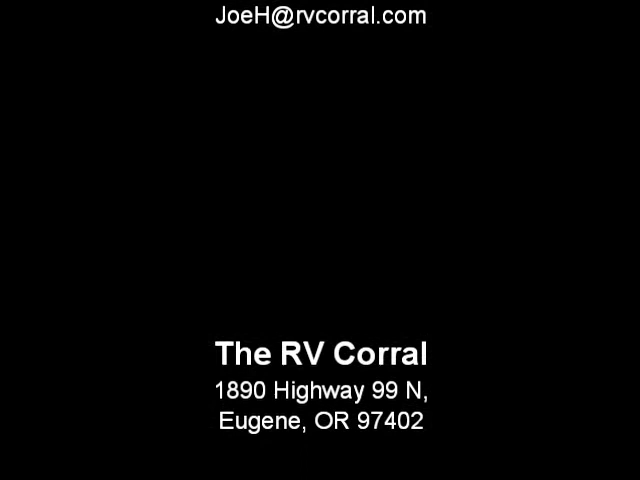 JoeH@rvcorral.com
The RV Corral
1890 Highway 99 N,
Eugene, OR 97402